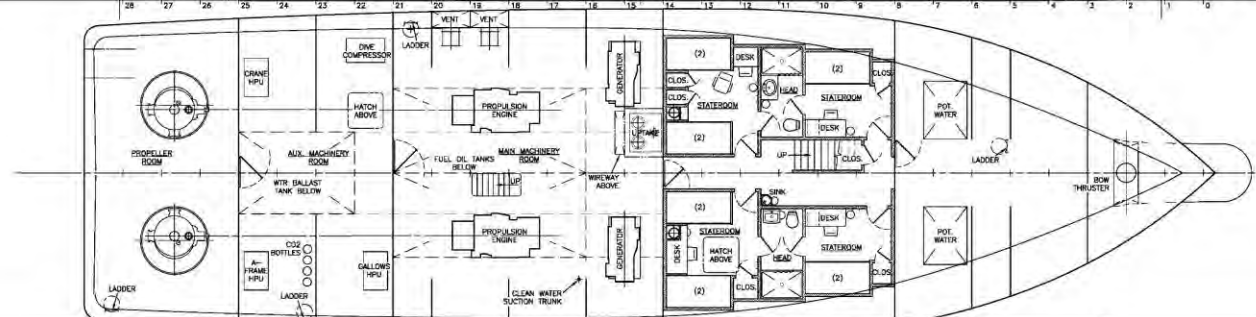 28 27 26 25 24 23 22 21 20 19 18 17 16 15 14 13 12 11 10 9 8 7 6 5 4 3 2 1 0
VENT
VENT
LADDER
DIVE
COMPRESSOR
CRANE
HPU
HATCH
ABOVE
PROPULSION
ENGINE
GENERATOR
UPTAKE
(2)
DESK
CLOS.
CLOS.
STATEROOM
(2)
HEAD
(2)
CLOS.
STATEROOM
DESK
POT.
WATER
PROPELLER
ROOM
AUX. MACHINERY
ROOM
FUEL OIL TANKS
BELOW
MAIN MACHINERY
ROOM
WIREWAY
ABOVE
UP
CLOS.
LADDER
WTR BALLAST
TANK BELOW
UP
BOW
THRUSTER
SINK
(2)
DESK
STATEROOM
STATEROOM
POT.
WATER
PROPULSION
ENGINE
GENERATOR
DESK
HATCH
ABOVE
HEAD
CO2
BOTTLES
A-
FRAME
HPU
GALLOWS
HPU
(2)
CLOS.
(2)
CLOS.
LADDER
LADDER
CLEAN WATER
SUCTION TRUNK